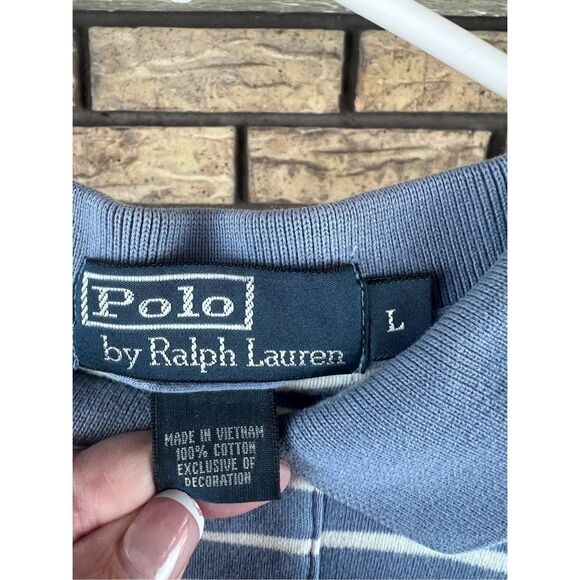 Polo
by Ralph Lauren
L
MADE IN VIETNAM
100% COTTON
EXCLUSIVE OF
DECORATION